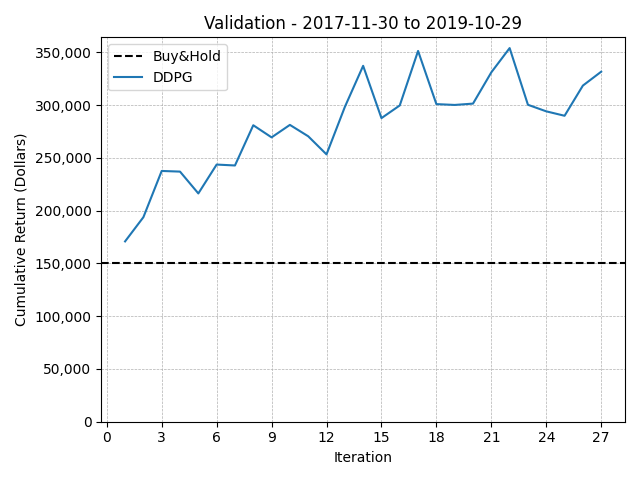 Validation - 2017-11-30 to 2019-10-29
Buy&Hold
DDPG
Cumulative Return (Dollars)
350,000
300,000
250,000
200,000
150,000
100,000
50,000
0
0 3 6 9 12 15 18 21 24 27
Iteration